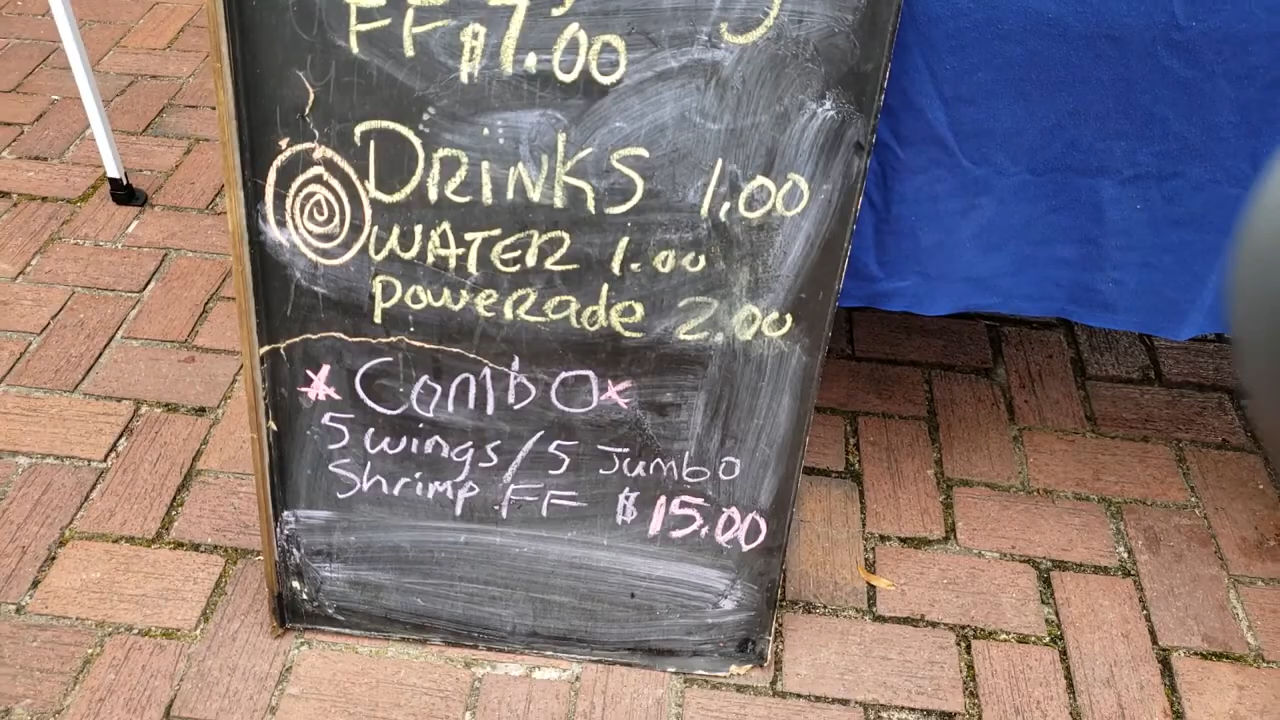 FF $7.00
DRINKS 1.00
WATER 1.00
Powerade 2.00
* Combo *
5 wings / 5 Jumbo
Shrimp FF $15.00